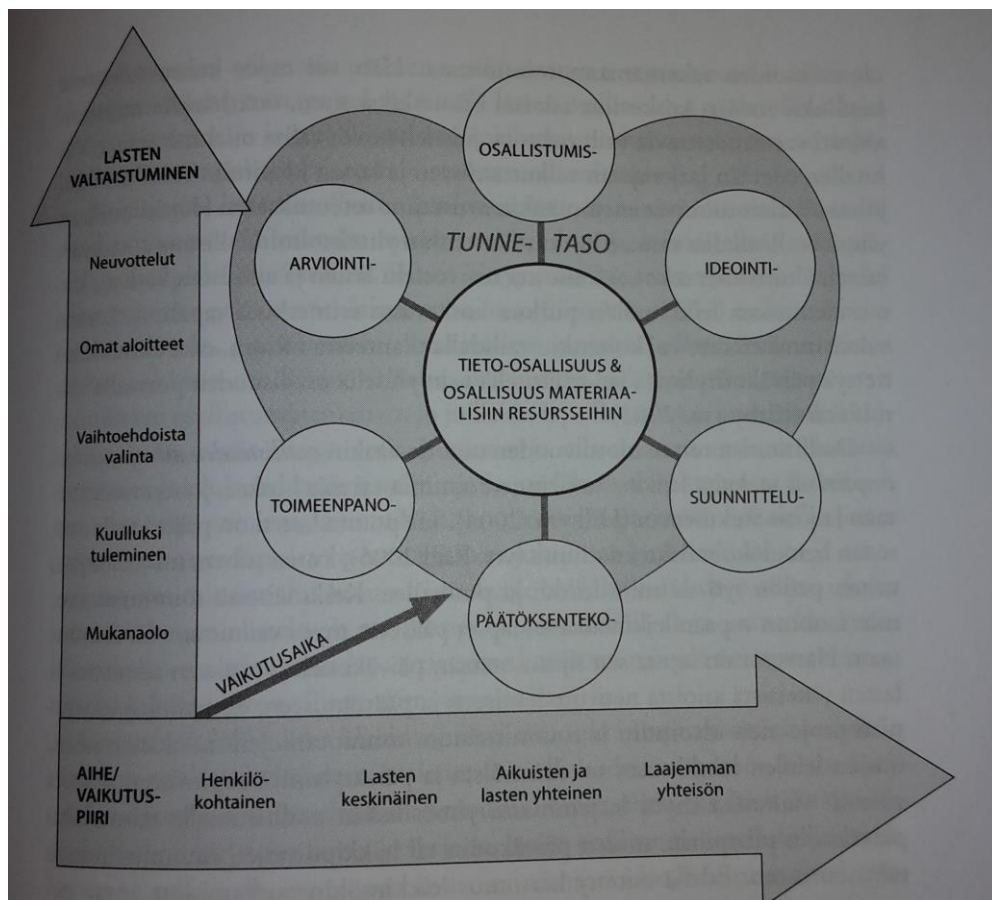 LASTEN
VALTAISTUMINEN
Neuvottelut
Omat aloitteet
Vaihtoehdoista
valinta
Kuulluksi
tuleminen
Mukanaolo
OSALLISTUMIS-
TUNNE- TASO
ARVIOINTI-
IDEOINTI-
TIETO-OSALLISUUS &
OSALLISUUS MATERIAA-
LISIIN RESURSSEIHIN
TOIMEENPANO-
SUUNNITTELU-
PÄÄTÖKSENTEKO-
VAIKUTUSAIKA
AIHE/
VAIKUTUS-
PIIRI
Henkilö-
kohtainen
Lasten
keskinäinen
Aikuisten ja
lasten yhteinen
Laajemman
yhteisön